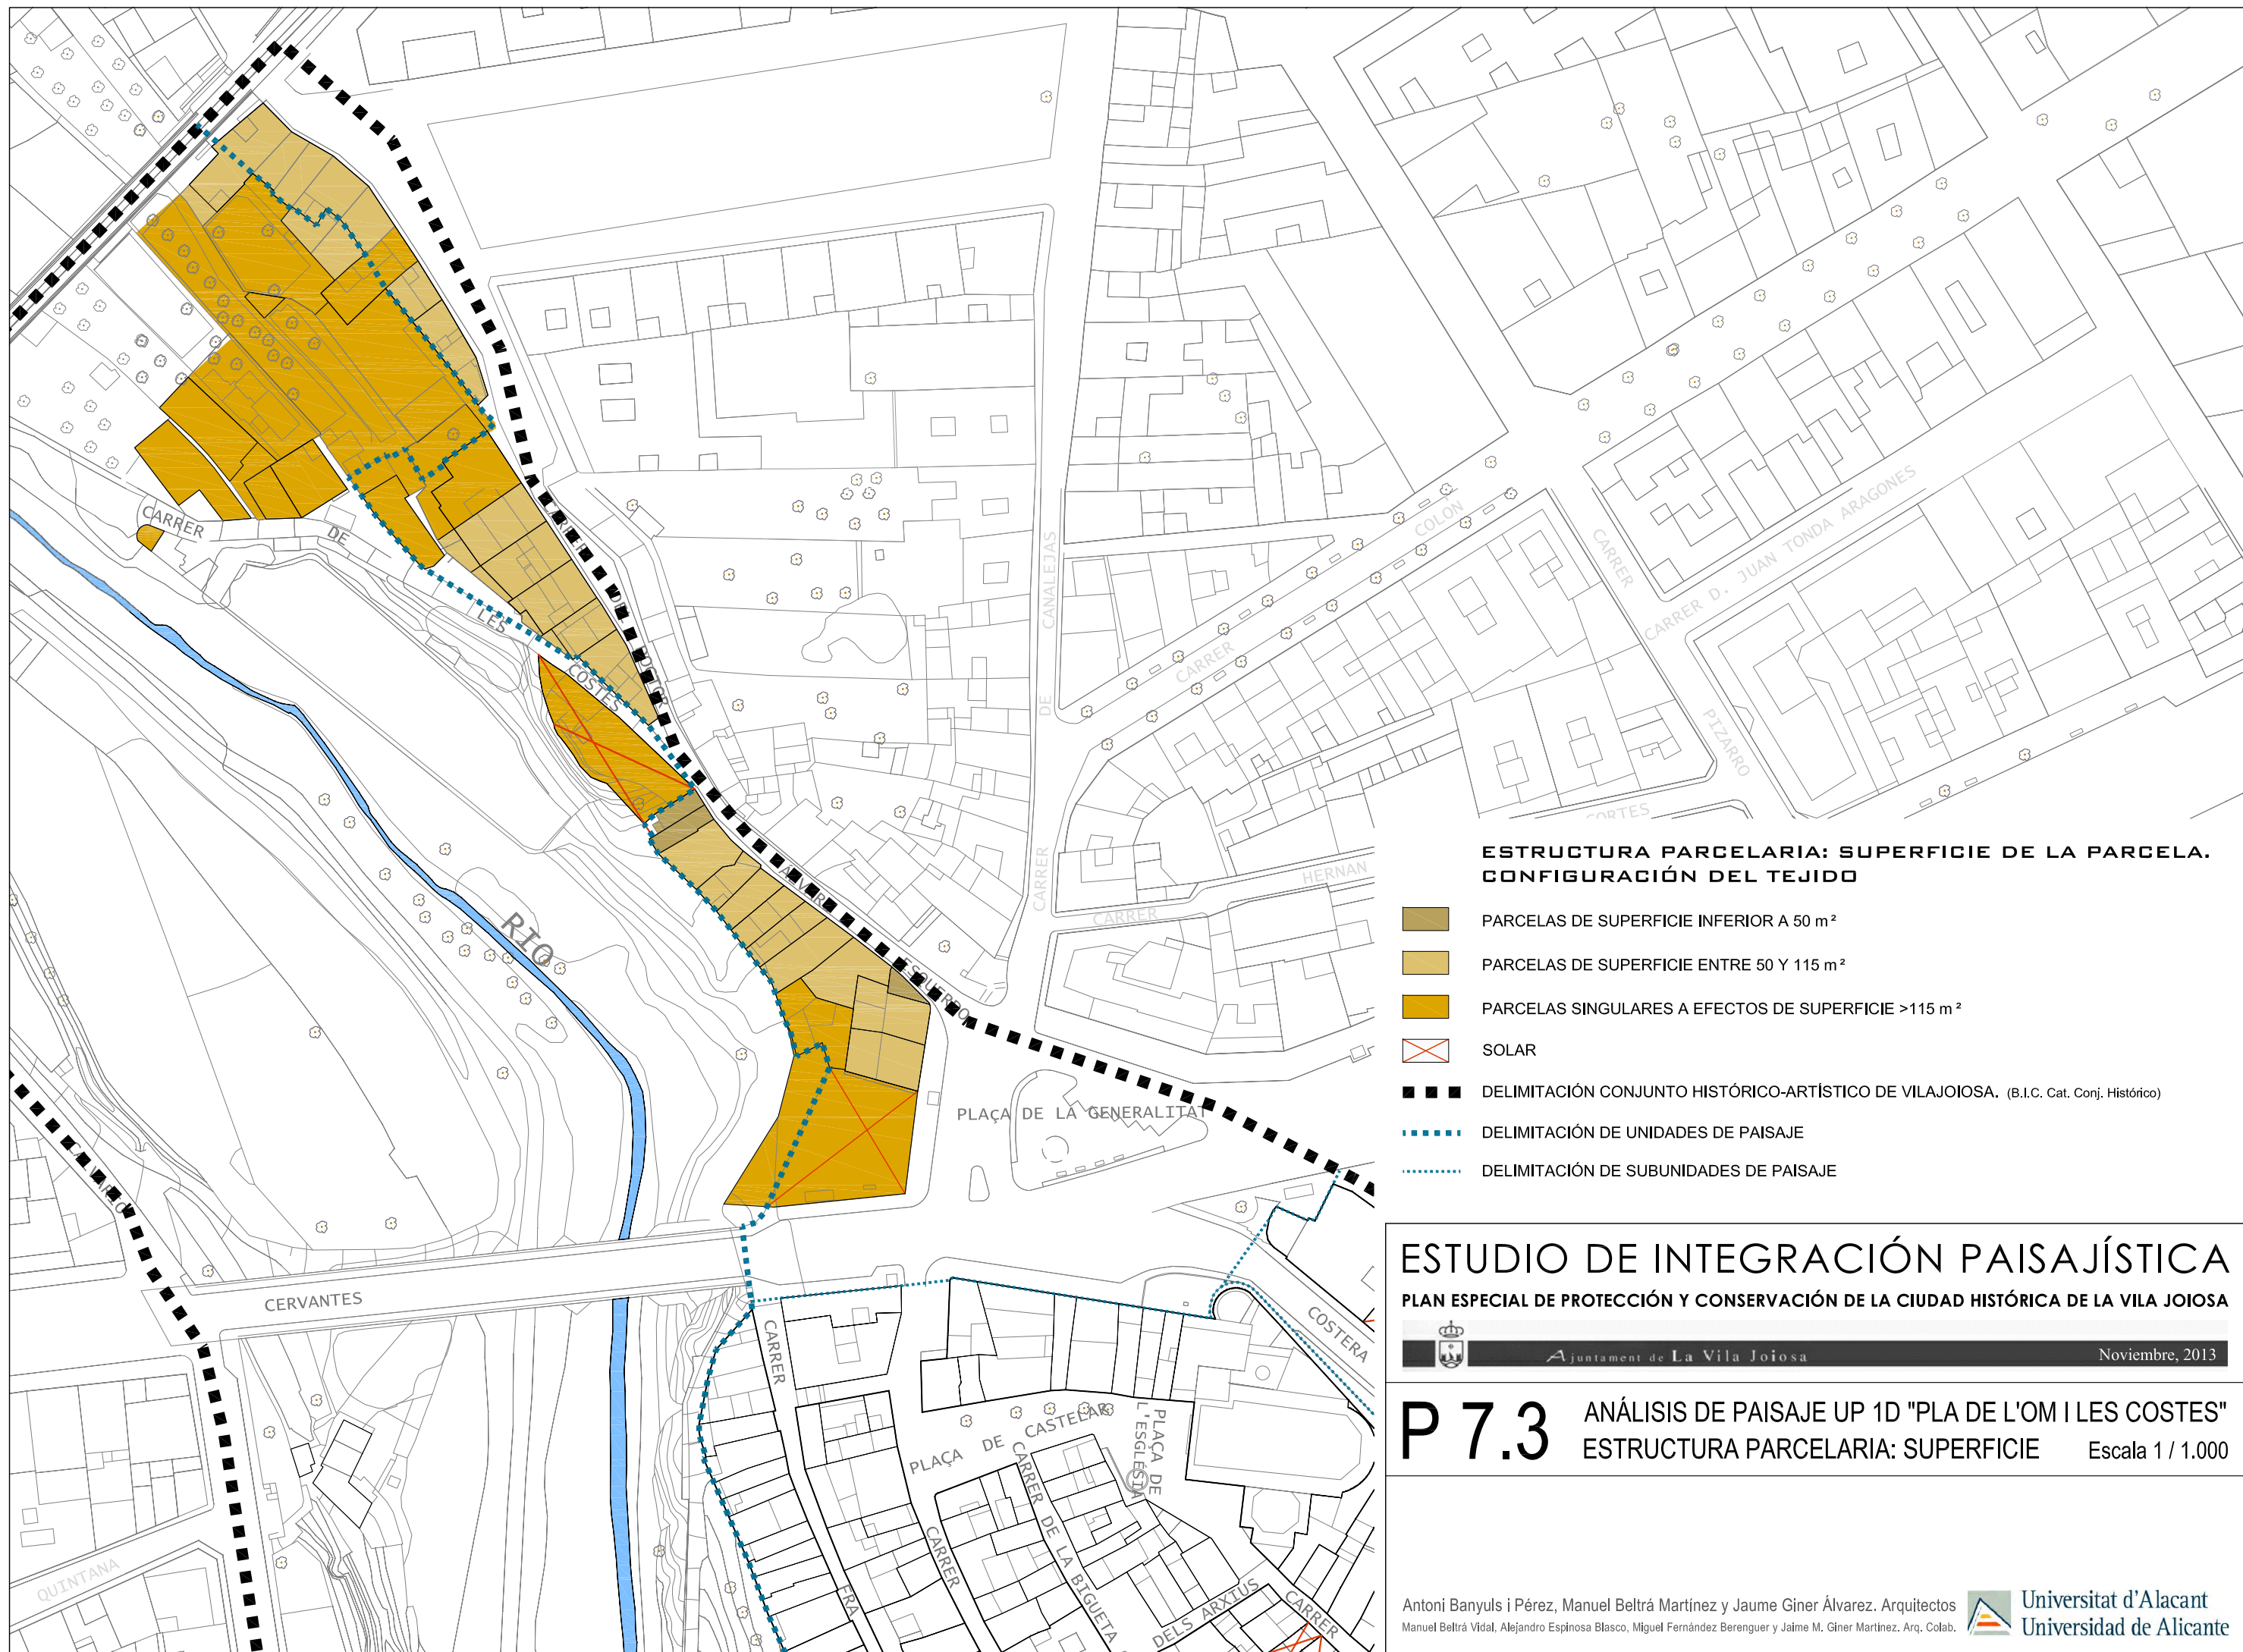 CARRER
DE
LES
COSTES
CARRER
DEL
DOCTOR
ESQUERDO
RIO
CARRER
DE
CANALEJAS
CARRER
COLON
CARRER
PIZARRO
CARRER D. JUAN TONDA ARAGONES
CARRER
HERNAN
CORTES
PLAÇA DE LA GENERALITAT
CALVARIO
CERVANTES
QUINTANA
CARRER
FRA
PLAÇA DE CASTELAR
CARRER
CARRER DE LA BIGUETA
PLAÇA DE
L'ESGLÉSIA
COSTERA
DELS ARXIUS
CARRER
ESTRUCTURA PARCELARIA: SUPERFICIE DE LA PARCELA.
CONFIGURACIÓN DEL TEJIDO
PARCELAS DE SUPERFICIE INFERIOR A 50 m²
PARCELAS DE SUPERFICIE ENTRE 50 Y 115 m²
PARCELAS SINGULARES A EFECTOS DE SUPERFICIE >115 m²
SOLAR
DELIMITACIÓN CONJUNTO HISTÓRICO-ARTÍSTICO DE VILAJOIOSA. (B.I.C. Cat. Conj. Histórico)
DELIMITACIÓN DE UNIDADES DE PAISAJE
DELIMITACIÓN DE SUBUNIDADES DE PAISAJE
ESTUDIO DE INTEGRACIÓN PAISAJÍSTICA
PLAN ESPECIAL DE PROTECCIÓN Y CONSERVACIÓN DE LA CIUDAD HISTÓRICA DE LA VILA JOIOSA
Ajuntament de La Vila Joiosa Noviembre, 2013
P 7.3 ANÁLISIS DE PAISAJE UP 1D "PLA DE L'OM I LES COSTES"
ESTRUCTURA PARCELARIA: SUPERFICIE Escala 1 / 1.000
Antoni Banyuls i Pérez, Manuel Beltrá Martínez y Jaume Giner Álvarez. Arquitectos
Manuel Beltrá Vidal, Alejandro Espinosa Blasco, Miguel Fernández Berenguer y Jaime M. Giner Martinez. Arq. Colab.
Universitat d'Alacant
Universidad de Alicante